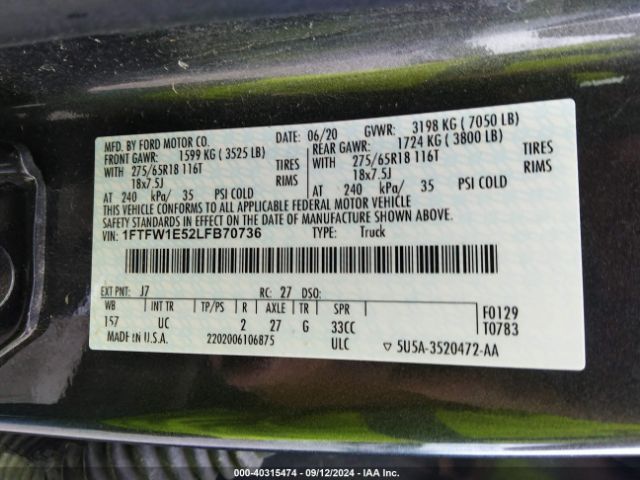 MFD. BY FORD MOTOR CO.
DATE: 06/20 GVWR: 3198 KG ( 7050 LB)
FRONT GAWR: 1599 KG ( 3525 LB)
REAR GAWR: 1724 KG ( 3800 LB)
WITH 275/65R18 116T TIRES
WITH 275/65R18 116T TIRES
18x7.5J RIMS
18x7.5J RIMS
AT 240 kPa/ 35 PSI COLD
AT 240 kPa/ 35 PSI COLD
THIS VEHICLE CONFORMS TO ALL APPLICABLE FEDERAL MOTOR VEHICLE
SAFETY STANDARDS IN EFFECT ON THE DATE OF MANUFACTURE SHOWN ABOVE.
VIN: 1FTFW1E52LFB70736 TYPE: Truck
EXT PNT: J7 RC: 27 DSO:
WB INT TR TP/PS R AXLE TR SPR
157 UC 2 27 G 33CC
F0129
T0783
MADE IN U.S.A. 2202006106875 ULC ▽ 5U5A-3520472-AA
000-40315474 - 09/12/2024 - IAA Inc.